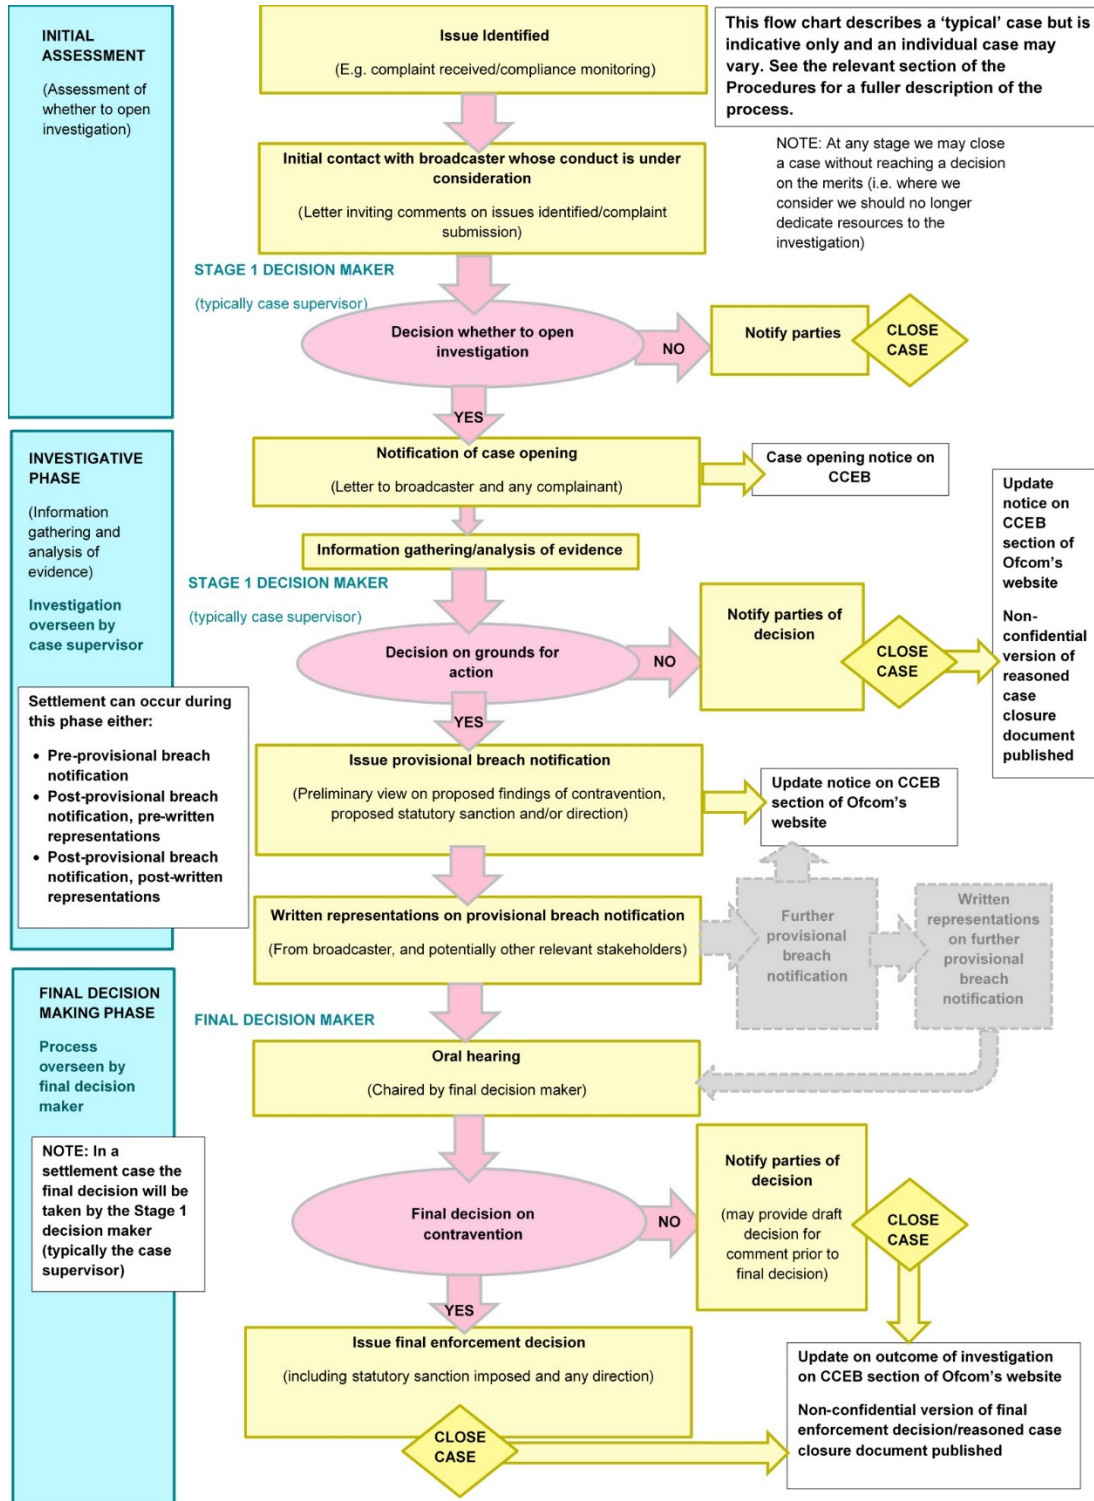 INITIAL
ASSESSMENT
(Assessment of
whether to open
investigation)
Issue Identified
(E.g. complaint received/compliance monitoring)
This flow chart describes a ‘typical’ case but is
indicative only and an individual case may
vary. See the relevant section of the
Procedures for a fuller description of the
process.
NOTE: At any stage we may close
a case without reaching a decision
on the merits (i.e. where we
consider we should no longer
dedicate resources to the
investigation)
Initial contact with broadcaster whose conduct is under
consideration
(Letter inviting comments on issues identified/complaint
submission)
STAGE 1 DECISION MAKER
(typically case supervisor)
Decision whether to open
investigation
NO
Notify parties
CLOSE
CASE
YES
INVESTIGATIVE
PHASE
(Information
gathering and
analysis of
evidence)
Investigation
overseen by
case supervisor
Notification of case opening
(Letter to broadcaster and any complainant)
Case opening notice on
CCEB
Information gathering/analysis of evidence
STAGE 1 DECISION MAKER
(typically case supervisor)
Decision on grounds for
action
NO
Notify parties of
decision
CLOSE
CASE
Update
notice on
CCEB
section of
Ofcom’s
website
Non-
confidential
version of
reasoned
case
closure
document
published
YES
Settlement can occur during
this phase either:
• Pre-provisional breach
notification
• Post-provisional breach
notification, pre-written
representations
• Post-provisional breach
notification, post-written
representations
Issue provisional breach notification
(Preliminary view on proposed findings of contravention,
proposed statutory sanction and/or direction)
Update notice on CCEB
section of Ofcom’s
website
Written representations on provisional breach notification
(From broadcaster, and potentially other relevant stakeholders)
Further
provisional
breach
notification
Written
representations
on further
provisional
breach
notification
FINAL DECISION
MAKING PHASE
Process
overseen by
final decision
maker
NOTE: In a
settlement case the
final decision will be
taken by the Stage 1
decision maker
(typically the case
supervisor)
FINAL DECISION MAKER
Oral hearing
(Chaired by final decision maker)
Final decision on
contravention
NO
Notify parties of
decision
(may provide draft
decision for
comment prior to
final decision)
CLOSE
CASE
YES
Issue final enforcement decision
(including statutory sanction imposed and any direction)
CLOSE
CASE
Update on outcome of investigation
on CCEB section of Ofcom’s website
Non-confidential version of final
enforcement decision/reasoned case
closure document published